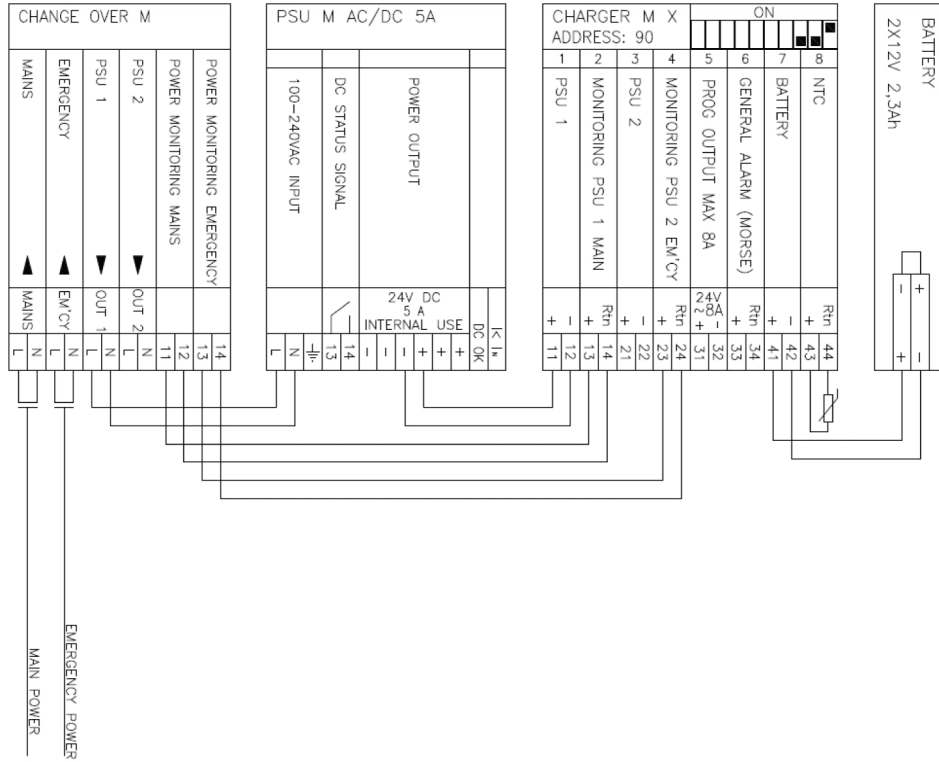 CHANGE OVER M
MAINS
EMERGENCY
PSU 1
PSU 2
POWER MONITORING MAINS
POWER MONITORING EMERGENCY
MAINS
EM'CY
OUT 1
OUT 2
L N L N L N L N 11 12 13 14
PSU M AC/DC 5A
100-240VAC INPUT
DC STATUS SIGNAL
POWER OUTPUT
24V DC
5 A
INTERNAL USE
DC OK
I< IN
L N 13 14 - - - + + +
CHARGER M X
ADDRESS: 90
ON
1 2 3 4 5 6 7 8
PSU 1
MONITORING PSU 1 MAIN
PSU 2
MONITORING PSU 2 EM'CY
PROG OUTPUT MAX 8A
GENERAL ALARM (MORSE)
BATTERY
NTC
+ - + Rtn + - + Rtn 24V ~8A + - + Rtn + - + Rtn
11 12 13 14 21 22 23 24 31 32 33 34 41 42 43 44
BATTERY
2X12V 2,3Ah
- +
+ -
MAIN POWER
EMERGENCY POWER